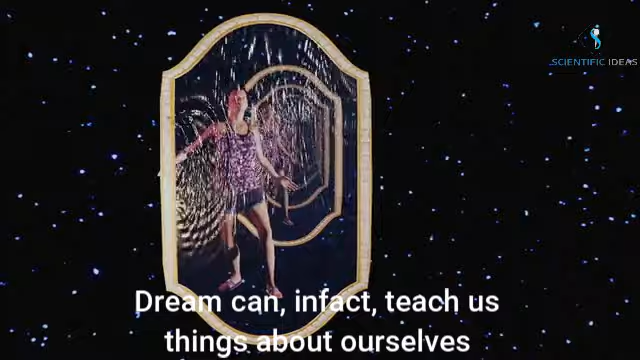 SCIENTIFIC IDEAS
Dream can, infact, teach us
things about ourselves